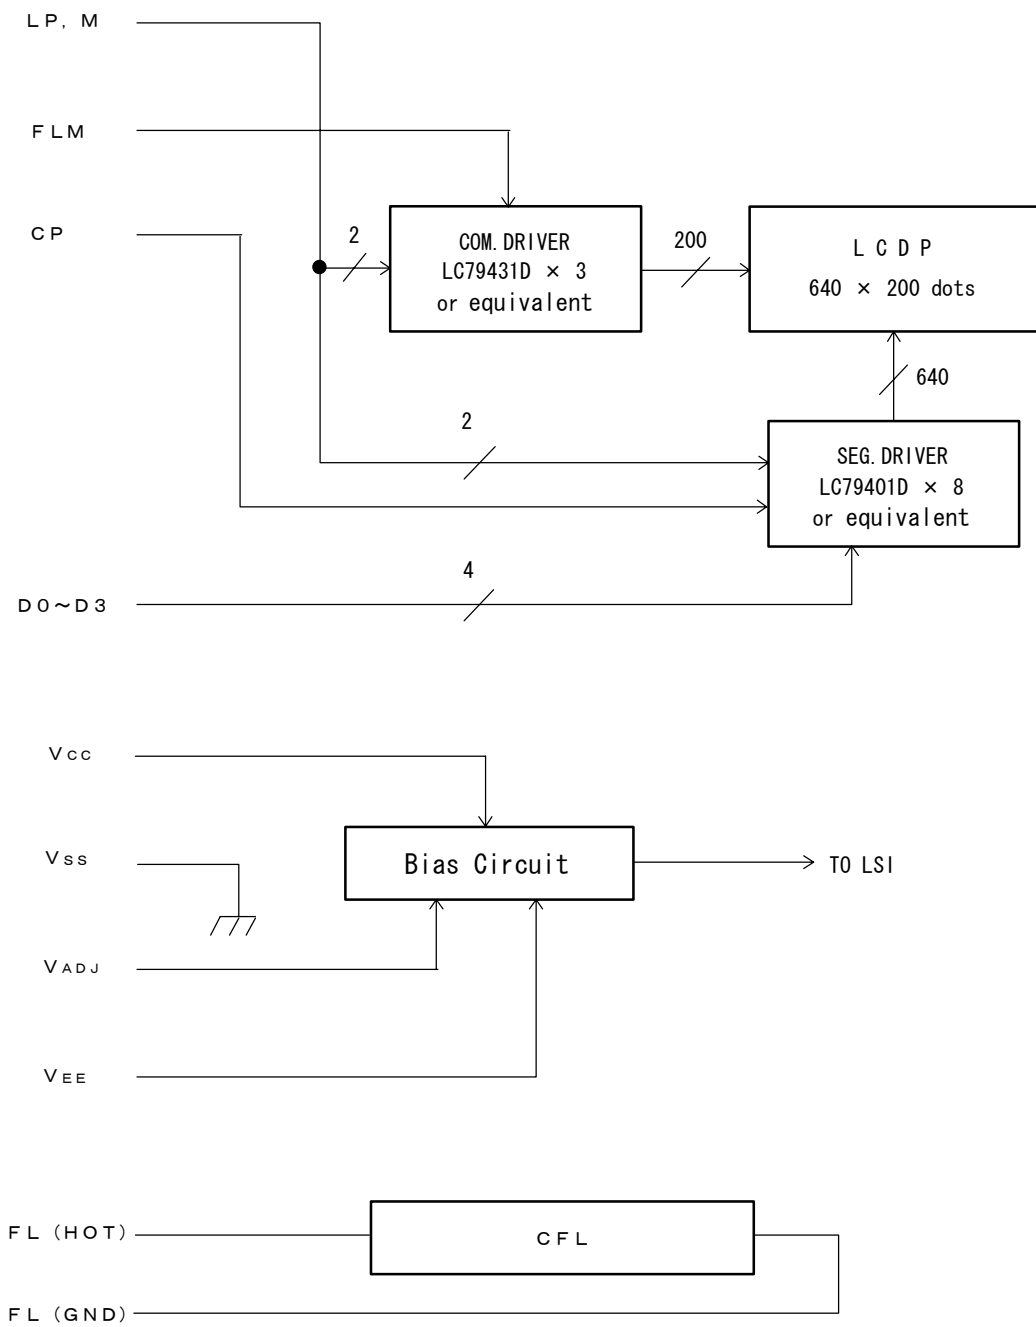 LP, M
FLM
CP
2
COM. DRIVER
LC79431D × 3
or equivalent
200
LCDP
640 × 200 dots
640
2
SEG. DRIVER
LC79401D × 8
or equivalent
4
D0～D3
VCC
VSS
Bias Circuit
TO LSI
VADJ
VEE
FL (HOT)
CFL
FL (GND)